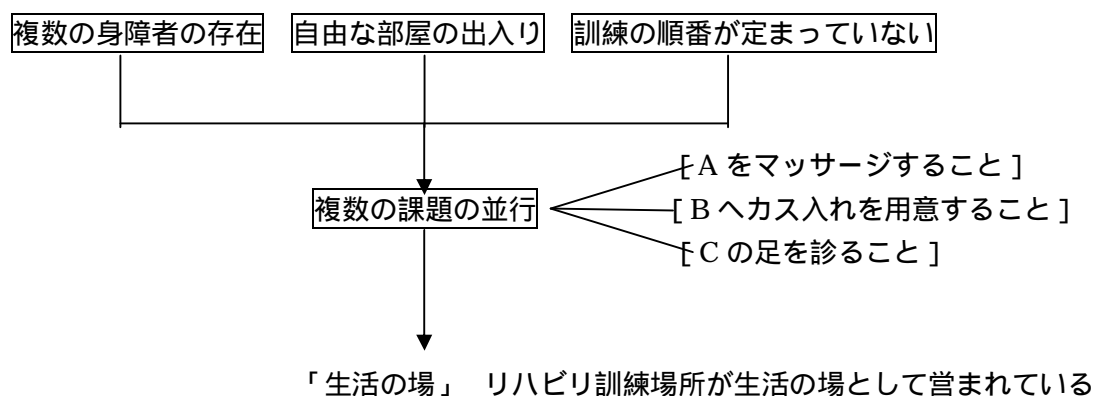 複数の身障者の存在 自由な部屋の出入り 訓練の順番が定まっていない
[A をマッサージすること]
複数の課題の並行
[B へカス入れを用意すること]
[C の足を診ること]
「生活の場」 リハビリ訓練場所が生活の場として営まれている